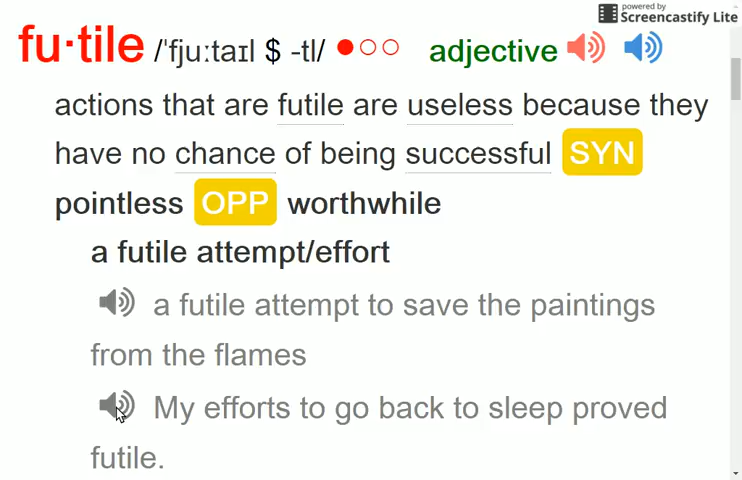 powered by
Screencastify Lite
fu·tile /ˈfjuːtaɪl $ -tl/ ●○○ adjective
actions that are futile are useless because they
have no chance of being successful SYN
pointless OPP worthwhile
a futile attempt/effort
a futile attempt to save the paintings
from the flames
My efforts to go back to sleep proved
futile.